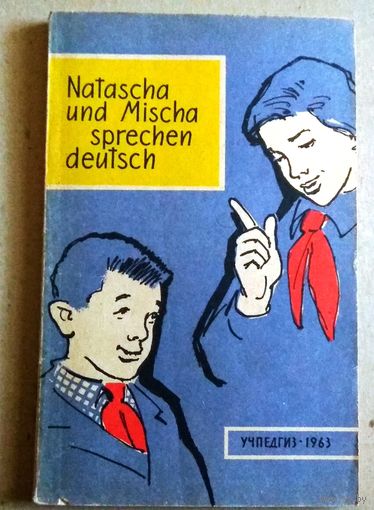 Natascha
und Mischa
sprechen
deutsch
УЧПЕДГИЗ · 1963